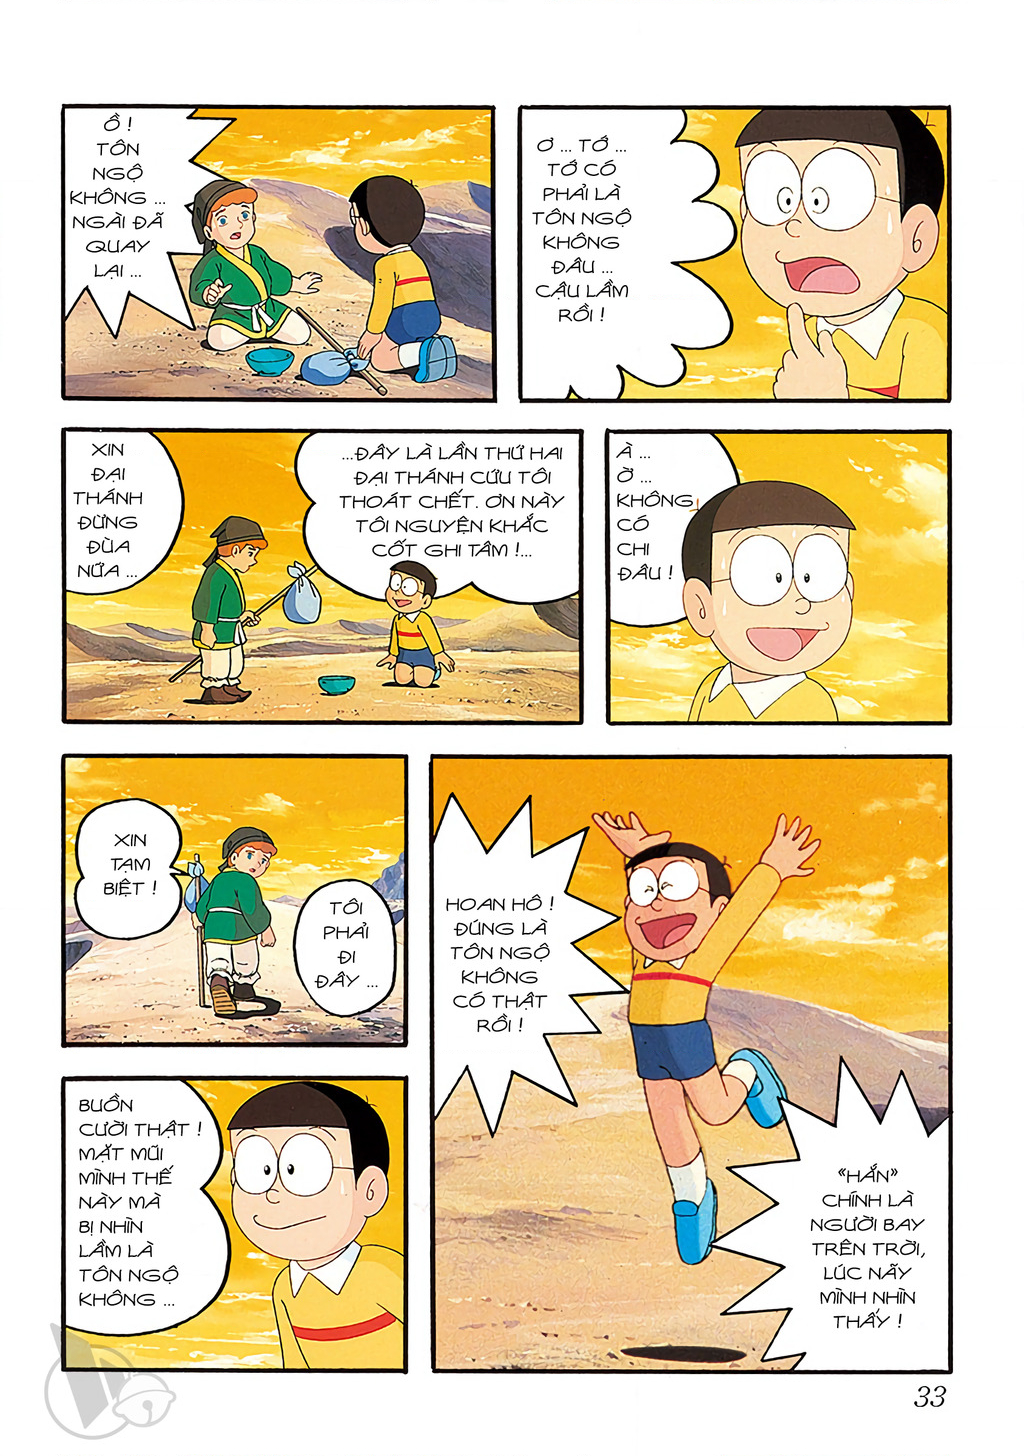 Ồ !
TÔN
NGỘ
KHÔNG ...
NGÀI ĐÃ
QUAY
LẠI ...
Ơ ... TỚ ...
TỚ CÓ
PHẢI LÀ
TÔN NGỘ
KHÔNG
ĐÂU ...
CẬU LẦM
RỒI !
XIN
ĐẠI
THÁNH
ĐỪNG
ĐÙA
NỮA ...
...ĐÂY LÀ LẦN THỨ HAI
ĐẠI THÁNH CỨU TÔI
THOÁT CHẾT. ƠN NÀY
TÔI NGUYỆN KHẮC
CỐT GHI TÂM !...
À ...
Ờ ...
KHÔNG
CÓ
CHI
ĐÂU !
XIN
TẠM
BIỆT !
TÔI
PHẢI
ĐI
ĐÂY ...
BUỒN
CƯỜI THẬT !
MẶT MŨI
MÌNH THẾ
NÀY MÀ
BỊ NHÌN
LẦM LÀ
TÔN NGỘ
KHÔNG ...
HOAN HÔ !
ĐÚNG LÀ
TÔN NGỘ
KHÔNG
CÓ THẬT
RỒI !
“HẮN”
CHÍNH LÀ
NGƯỜI BAY
TRÊN TRỜI,
LÚC NÃY
MÌNH NHÌN
THẤY !
33